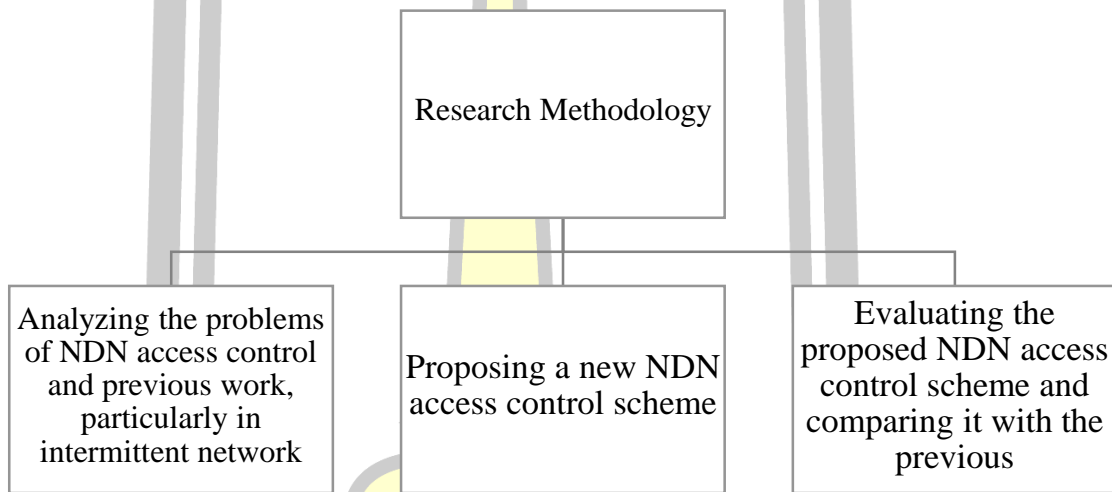 Research Methodology
Analyzing the problems
of NDN access control
and previous work,
particularly in
intermittent network
Proposing a new NDN
access control scheme
Evaluating the
proposed NDN access
control scheme and
comparing it with the
previous